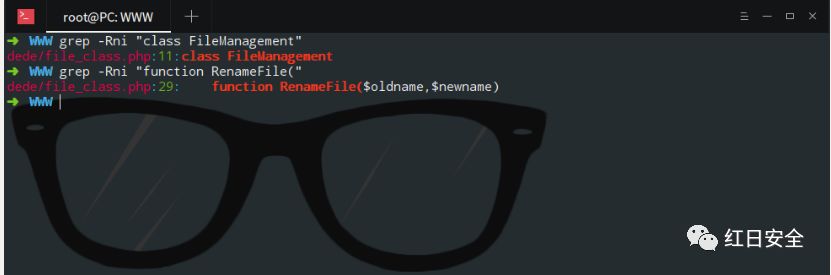 root@PC: WWW
➜ WWW grep -Rni "class FileManagement"
dede/file_class.php:11:class FileManagement
➜ WWW grep -Rni "function RenameFile("
dede/file_class.php:29:    function RenameFile($oldname,$newname)
➜ WWW
红日安全